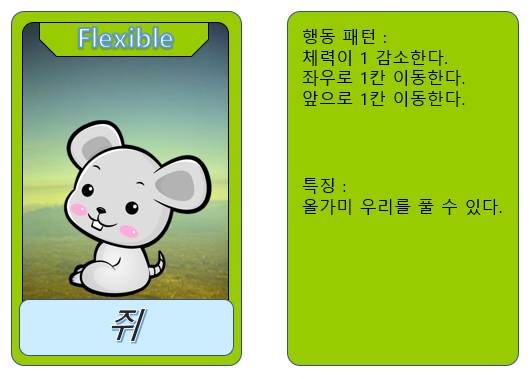 Flexible
쥐
행동 패턴 :
체력이 1 감소한다.
좌우로 1칸 이동한다.
앞으로 1칸 이동한다.
특징 :
올가미 우리를 풀 수 있다.